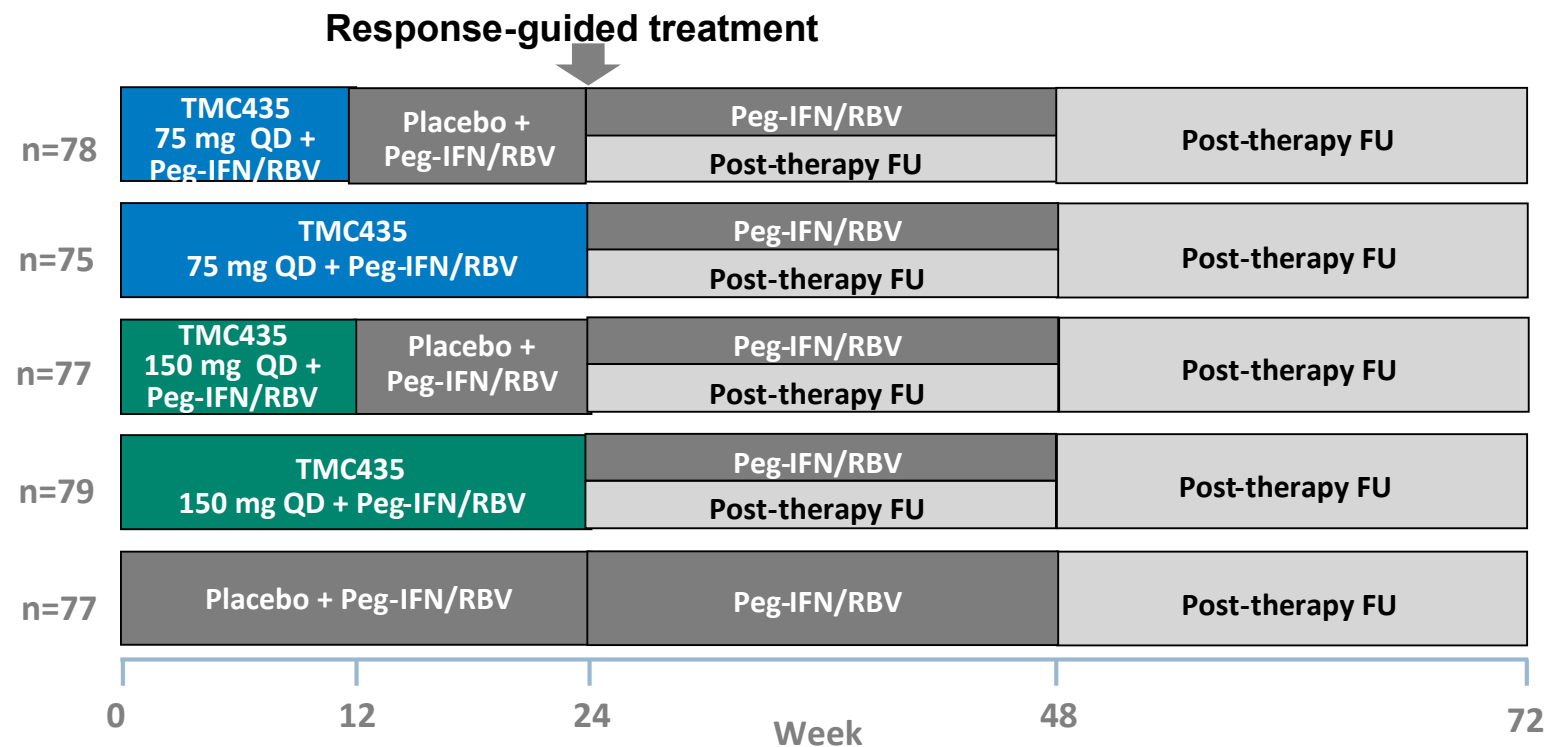 Response-guided treatment
n=78
TMC435
75 mg QD +
Peg-IFN/RBV
Placebo +
Peg-IFN/RBV
Peg-IFN/RBV
Post-therapy FU
Post-therapy FU
n=75
TMC435
75 mg QD + Peg-IFN/RBV
Peg-IFN/RBV
Post-therapy FU
Post-therapy FU
n=77
TMC435
150 mg QD +
Peg-IFN/RBV
Placebo +
Peg-IFN/RBV
Peg-IFN/RBV
Post-therapy FU
Post-therapy FU
n=79
TMC435
150 mg QD + Peg-IFN/RBV
Peg-IFN/RBV
Post-therapy FU
Post-therapy FU
n=77
Placebo + Peg-IFN/RBV
Peg-IFN/RBV
Post-therapy FU
0 12 24 48 72
Week